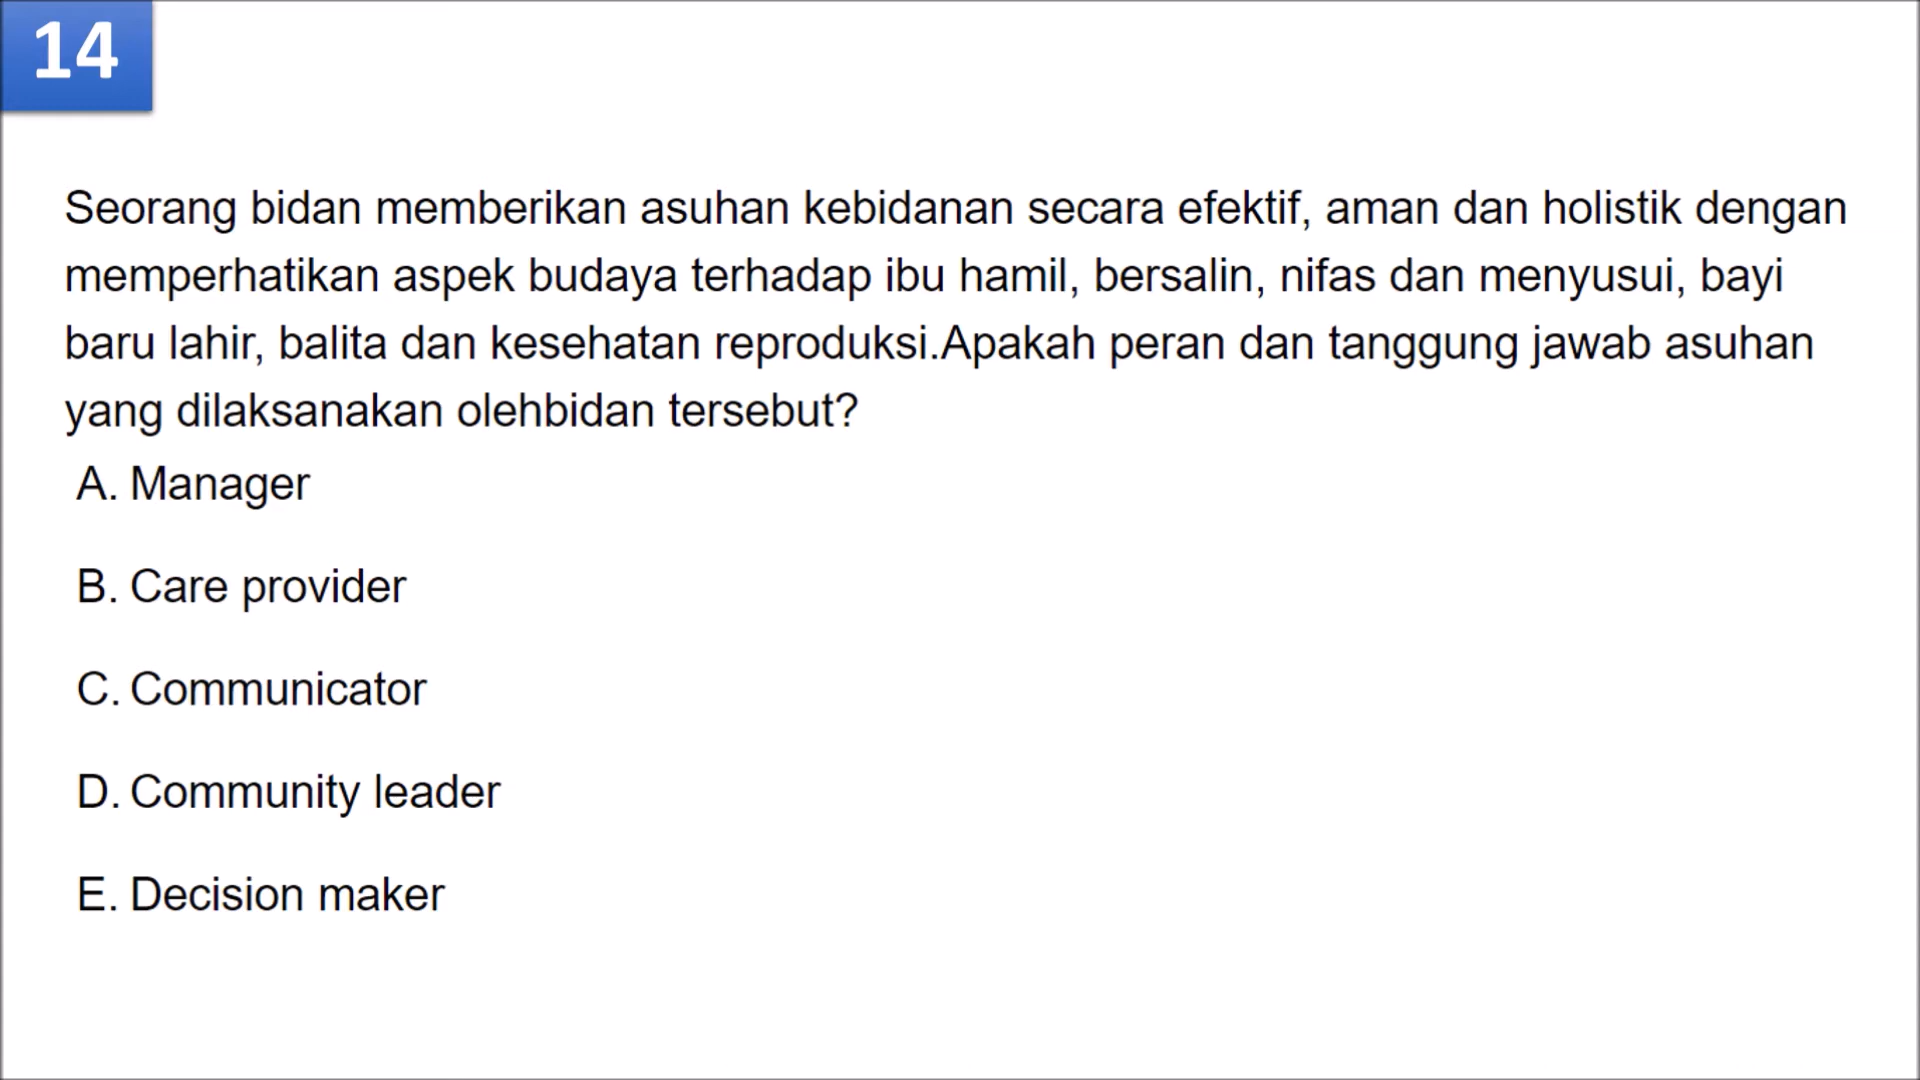 14
Seorang bidan memberikan asuhan kebidanan secara efektif, aman dan holistik dengan
memperhatikan aspek budaya terhadap ibu hamil, bersalin, nifas dan menyusui, bayi
baru lahir, balita dan kesehatan reproduksi.Apakah peran dan tanggung jawab asuhan
yang dilaksanakan olehbidan tersebut?
A. Manager
B. Care provider
C. Communicator
D. Community leader
E. Decision maker